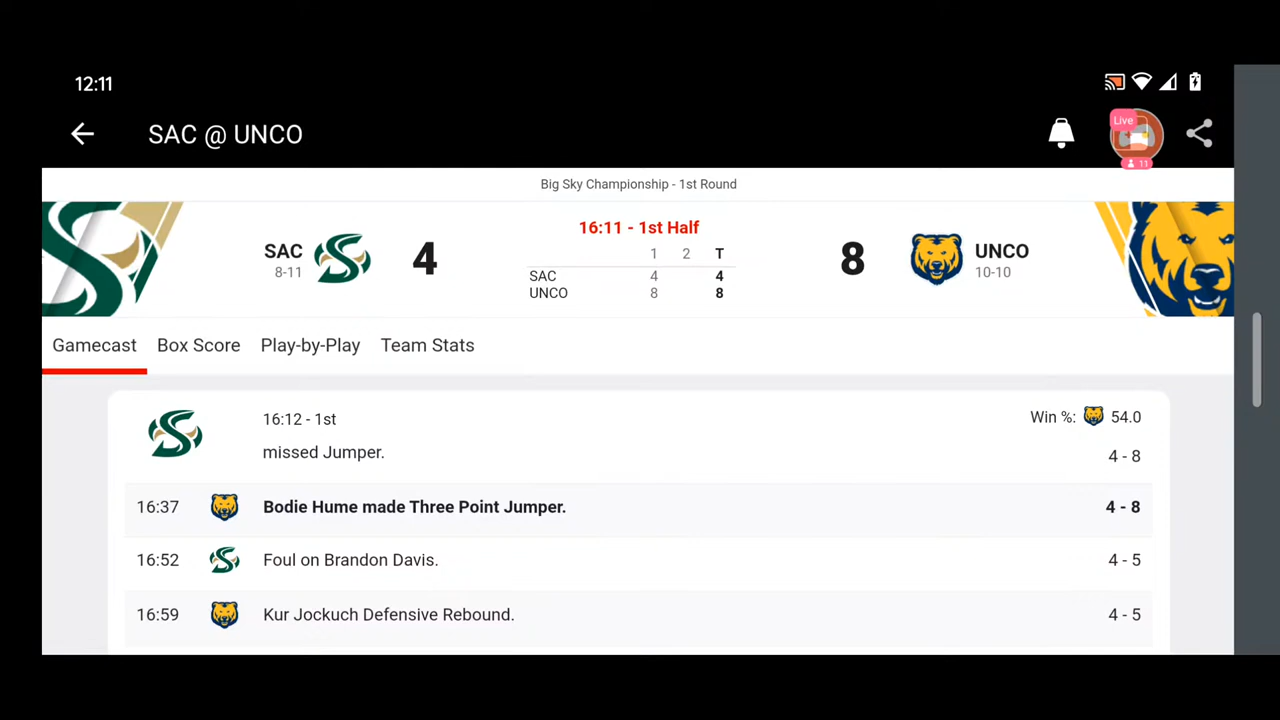 12:11
SAC @ UNCO
Live
11
Big Sky Championship - 1st Round
SAC
8-11
4
16:11 - 1st Half
1 2 T
SAC 4 4
UNCO 8 8
8
UNCO
10-10
Gamecast Box Score Play-by-Play Team Stats
16:12 - 1st
Win %: 54.0
missed Jumper.
4 - 8
16:37 Bodie Hume made Three Point Jumper. 4 - 8
16:52 Foul on Brandon Davis. 4 - 5
16:59 Kur Jockuch Defensive Rebound. 4 - 5